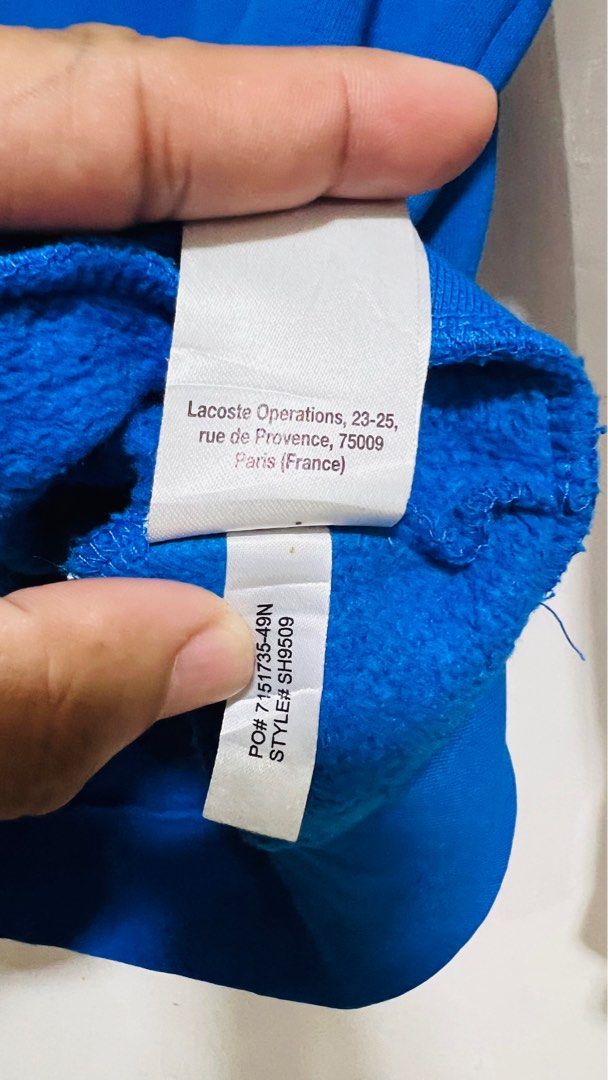 Lacoste Operations, 23-25,
rue de Provence, 75009
Paris (France)
PO# 7151735-49N
STYLE# SH9509